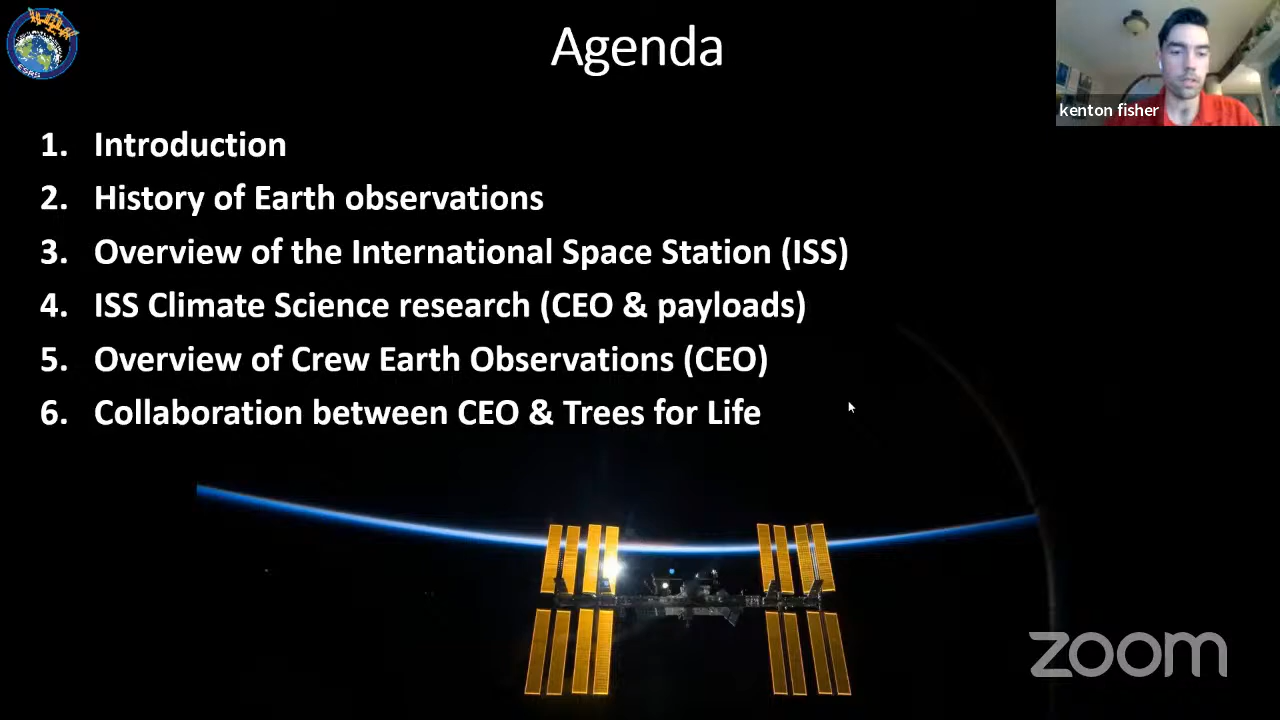 Agenda
kenton fisher
1. Introduction
2. History of Earth observations
3. Overview of the International Space Station (ISS)
4. ISS Climate Science research (CEO & payloads)
5. Overview of Crew Earth Observations (CEO)
6. Collaboration between CEO & Trees for Life
zoom
ESRS